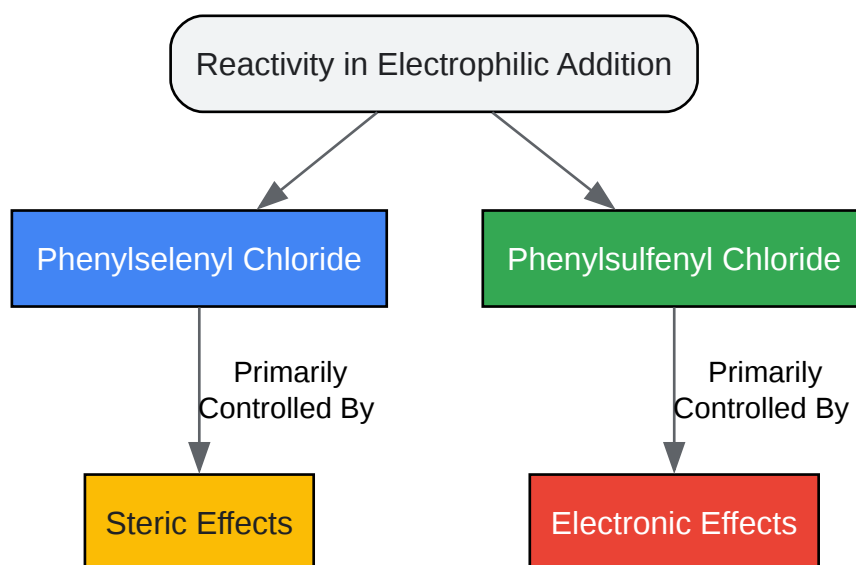 Reactivity in Electrophilic Addition
Phenylselenyl Chloride
Phenylsulfenyl Chloride
Primarily
Controlled By
Primarily
Controlled By
Steric Effects
Electronic Effects